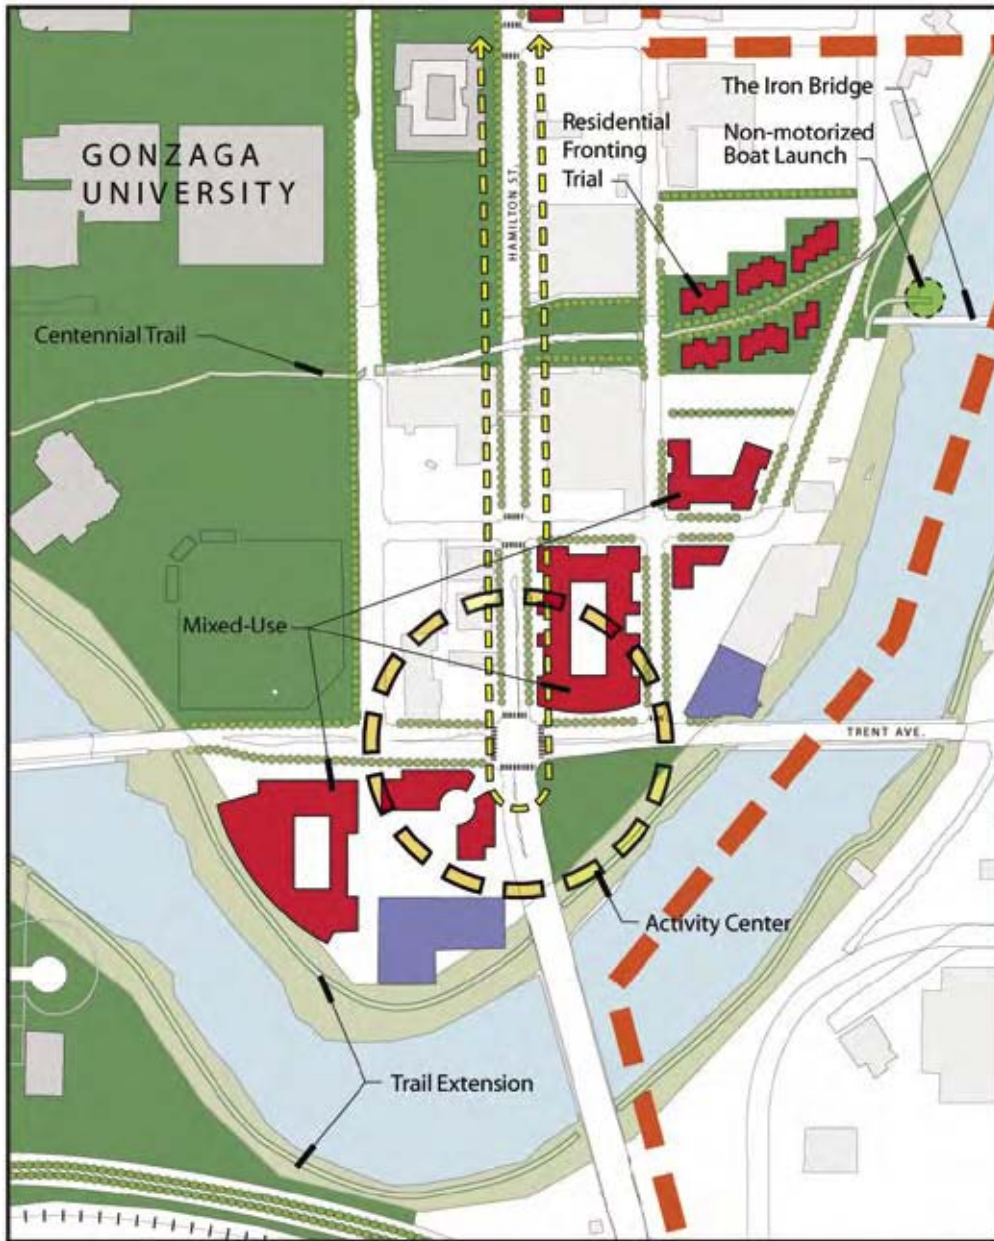 The Iron Bridge
Non-motorized
Boat Launch
Residential
Fronting
Trial
GONZAGA
UNIVERSITY
HAMILTON ST.
Centennial Trail
Mixed-Use
TRENT AVE.
Activity Center
Trail Extension